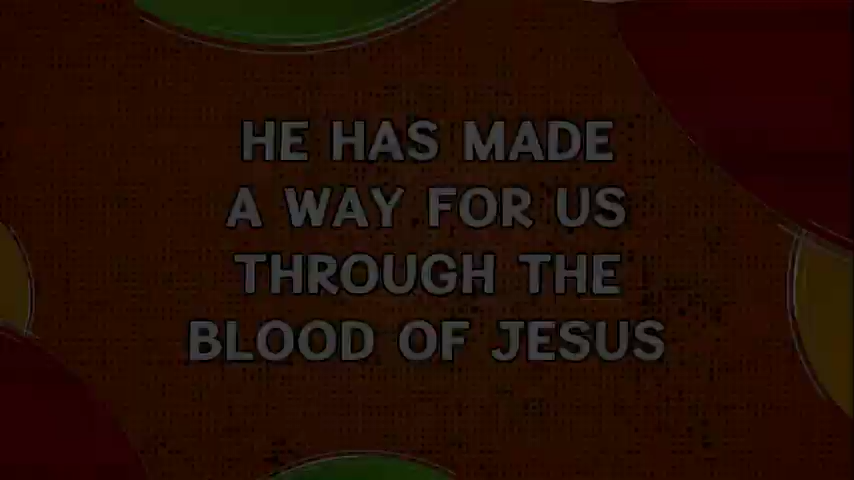 HE HAS MADE
A WAY FOR US
THROUGH THE
BLOOD OF JESUS